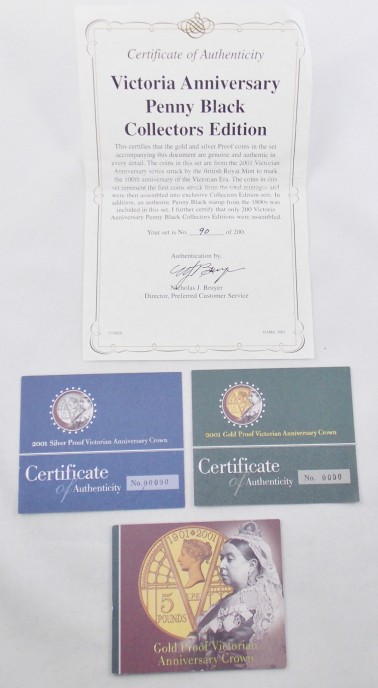 Certificate of Authenticity
Victoria Anniversary
Penny Black
Collectors Edition
This certifies that the gold and silver Proof coins in the set
accompanying this document are genuine and authentic in
every detail. The coins in this set are from the 2001 Victorian
Anniversary series struck by the British Royal Mint to mark
the 100th anniversary of the Victorian Era. The coins in this
set represent the first coins struck from the total mintages and
were then assembled into exclusive Collectors Edition sets. In
addition, an authentic Penny Black stamp from the 1800s was
included in this set. I further certify that only 200 Victoria
Anniversary Penny Black Collectors Editions were assembled.
Your set is No. 90 of 200.
Authentication by,
Nicholas J. Bruyer
Director, Preferred Customer Service
2001 Silver Proof Victorian Anniversary Crown
Certificate
of Authenticity
No. 00090
2001 Gold Proof Victorian Anniversary Crown
Certificate
of Authenticity
No. 0090
1901 2001
5
POUNDS
Gold Proof Victorian
Anniversary Crown